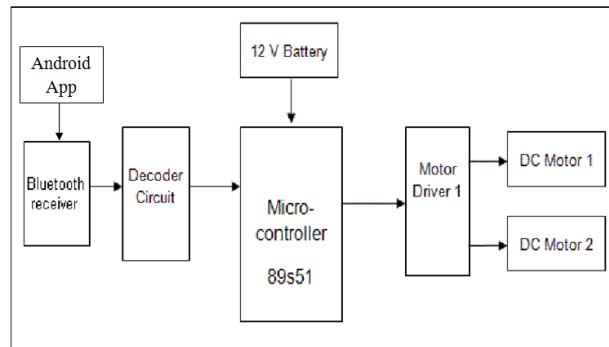 Android
App
12 V Battery
Bluetooth
receiver
Decoder
Circuit
Micro-
controller
89s51
Motor
Driver 1
DC Motor 1
DC Motor 2